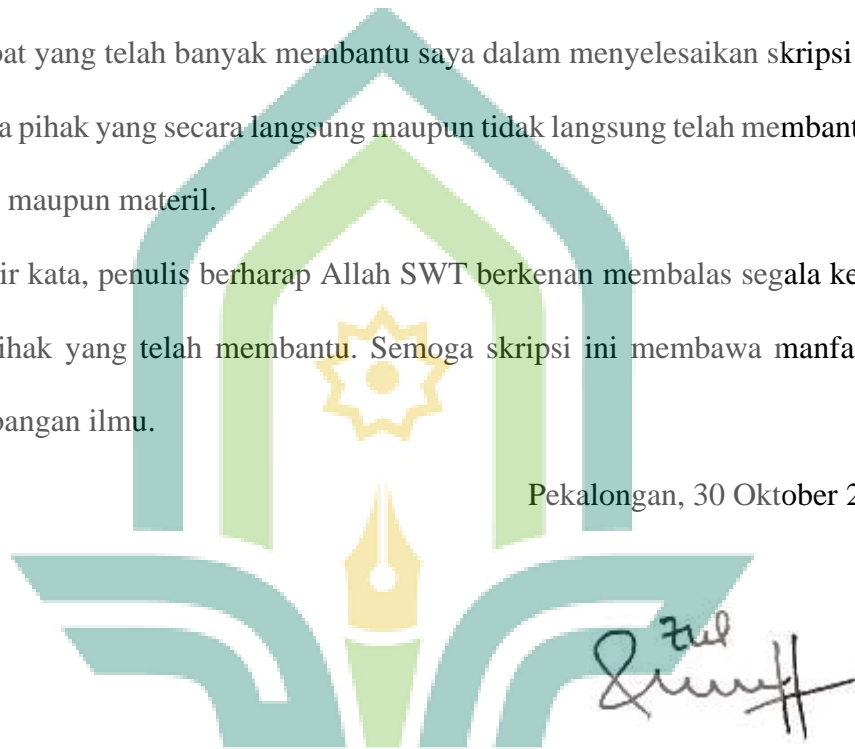 bat yang telah banyak membantu saya dalam menyelesaikan skripsi
a pihak yang secara langsung maupun tidak langsung telah membant
maupun materil.
ir kata, penulis berharap Allah SWT berkenan membalas segala ke
ihak yang telah membantu. Semoga skripsi ini membawa manfa
bangan ilmu.
Pekalongan, 30 Oktober 2